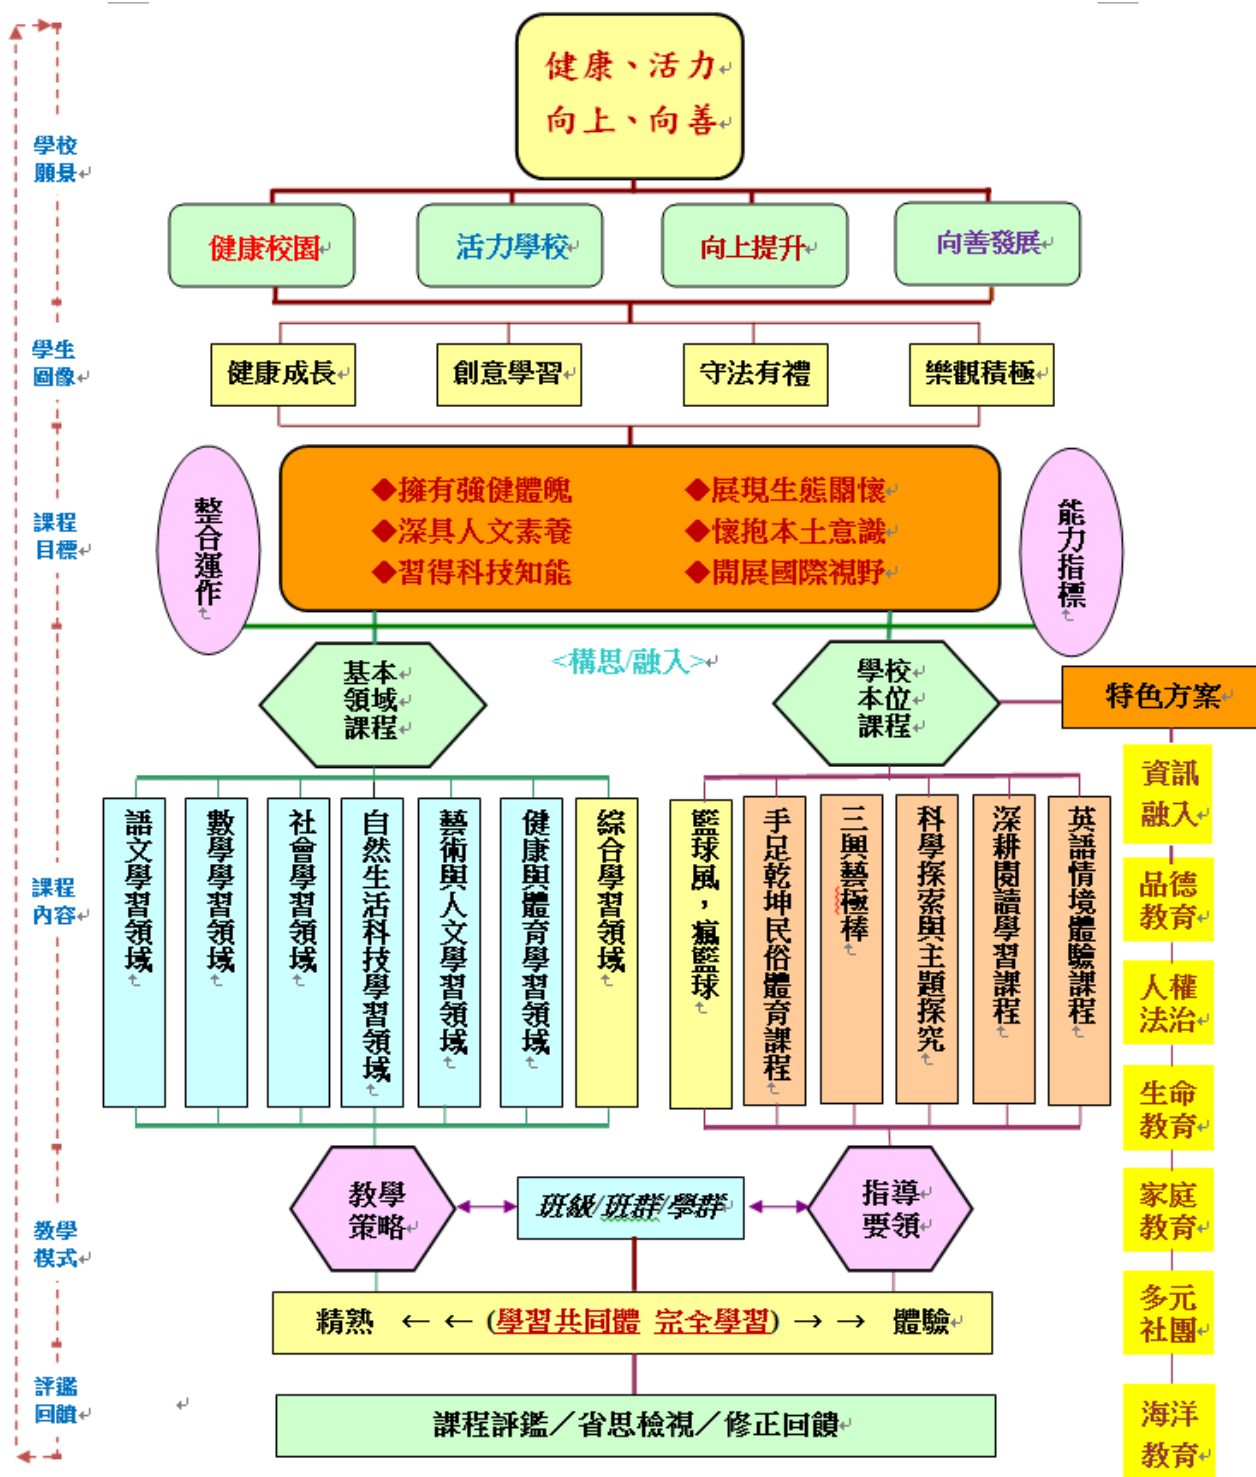 健康、活力
向上、向善
學校
願景
健康校園
活力學校
向上提升
向善發展
學生
圖像
健康成長
創意學習
守法有禮
樂觀積極
課程
目標
整合運作
◆擁有強健體魄
◆深具人文素養
◆習得科技知能
◆展現生態關懷
◆懷抱本土意識
◆開展國際視野
能力指標
基本
領域
課程
<構思/融入>
學校
本位
課程
特色方案
課程
內容
語文學習領域
數學學習領域
社會學習領域
自然生活科技學習領域
藝術與人文學習領域
健康與體育學習領域
綜合學習領域
籃球風，瘋籃球
手足乾坤民俗體育課程
三興藝極棒
科學探索與主題探究
深耕閱讀學習課程
英語情境體驗課程
資訊
融入
品德
教育
人權
法治
生命
教育
家庭
教育
多元
社團
海洋
教育
教學
模式
教學
策略
班級/班群/學群
指導
要領
精熟 ← ← (學習共同體 完全學習) → → 體驗
評鑑
回饋
課程評鑑／省思檢視／修正回饋